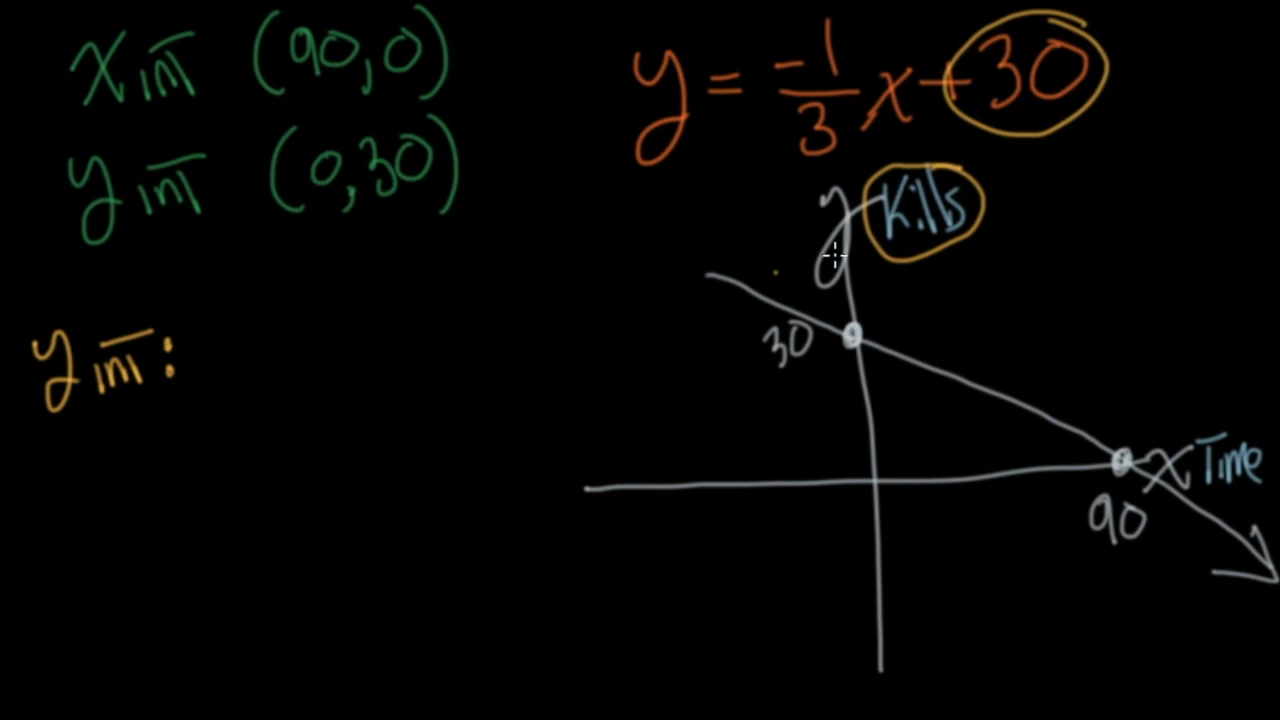 x int (90,0)
y int (0,30)
y = -1/3 x + 30
y Kills
30
y int:
x Time
90